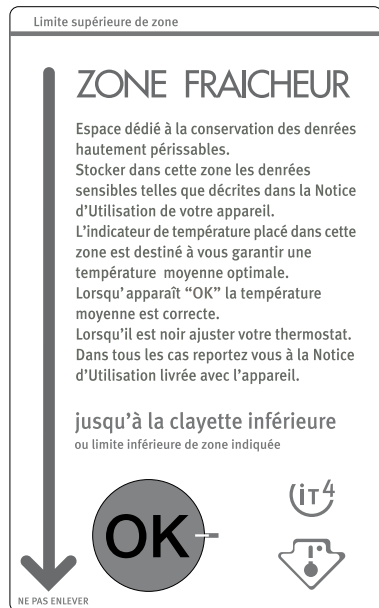 Limite supérieure de zone
ZONE FRAICHEUR
Espace dédié à la conservation des denrées
hautement périssables.
Stocker dans cette zone les denrées
sensibles telles que décrites dans la Notice
d'Utilisation de votre appareil.
L'indicateur de température placé dans cette
zone est destiné à vous garantir une
température moyenne optimale.
Lorsqu' apparaît “OK” la température
moyenne est correcte.
Lorsqu'il est noir ajuster votre thermostat.
Dans tous les cas reportez vous à la Notice
d'Utilisation livrée avec l'appareil.
jusqu'à la clayette inférieure
ou limite inférieure de zone indiquée
OK
iT4
NE PAS ENLEVER